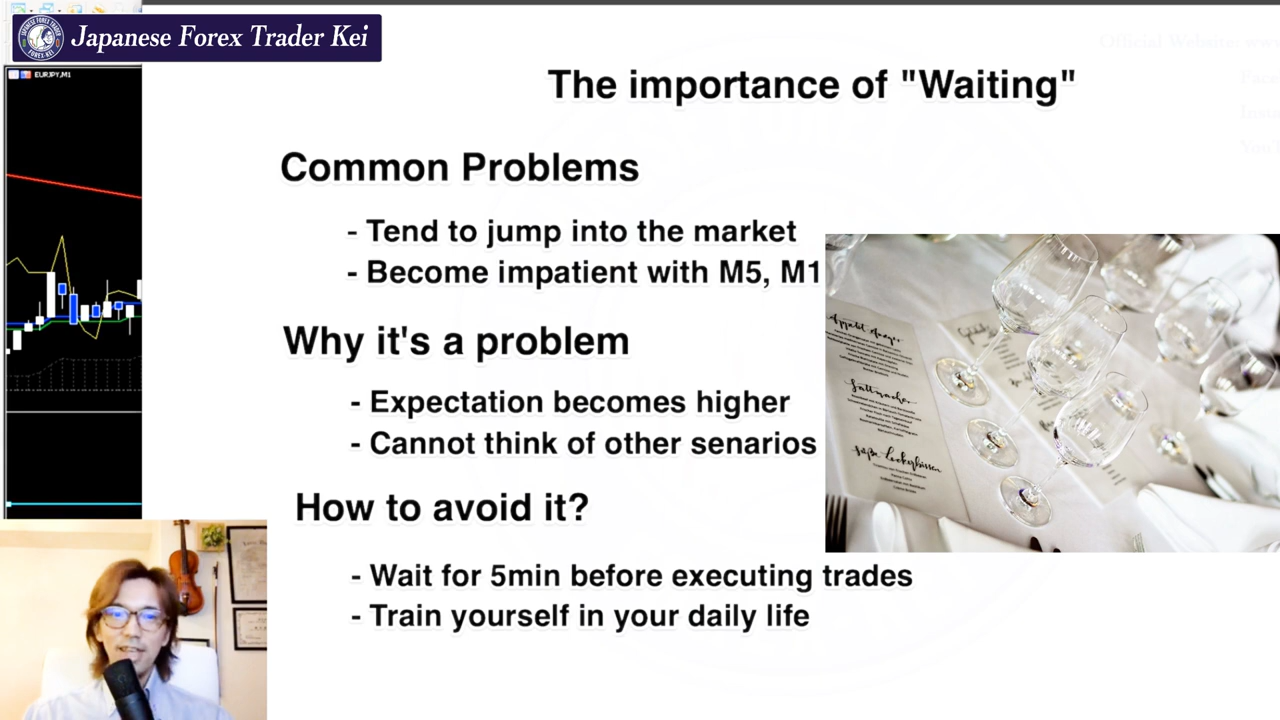 Japanese Forex Trader Kei
EURJPY,M1
The importance of "Waiting"
Common Problems
- Tend to jump into the market
- Become impatient with M5, M1
Why it's a problem
- Expectation becomes higher
- Cannot think of other senarios
How to avoid it?
- Wait for 5min before executing trades
- Train yourself in your daily life